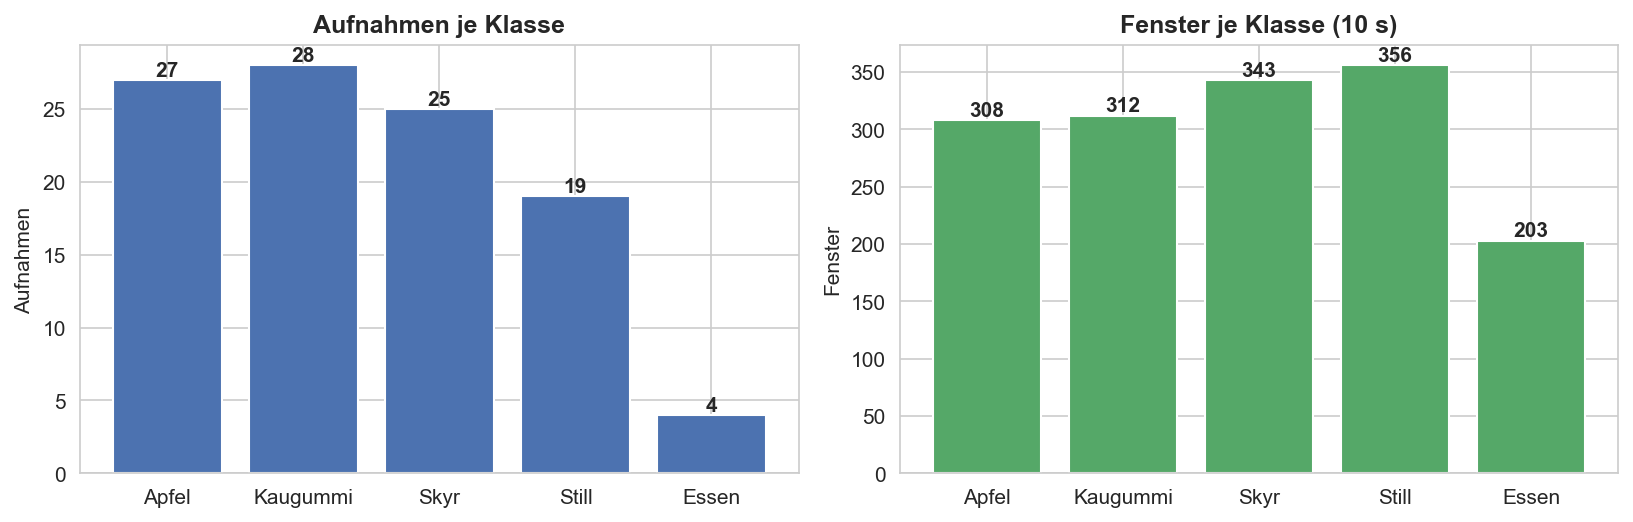 Aufnahmen je Klasse
Aufnahmen
25
20
15
10
5
0
27
28
25
19
4
Apfel
Kaugummi
Skyr
Still
Essen
Fenster je Klasse (10 s)
Fenster
350
300
250
200
150
100
50
0
308
312
343
356
203
Apfel
Kaugummi
Skyr
Still
Essen